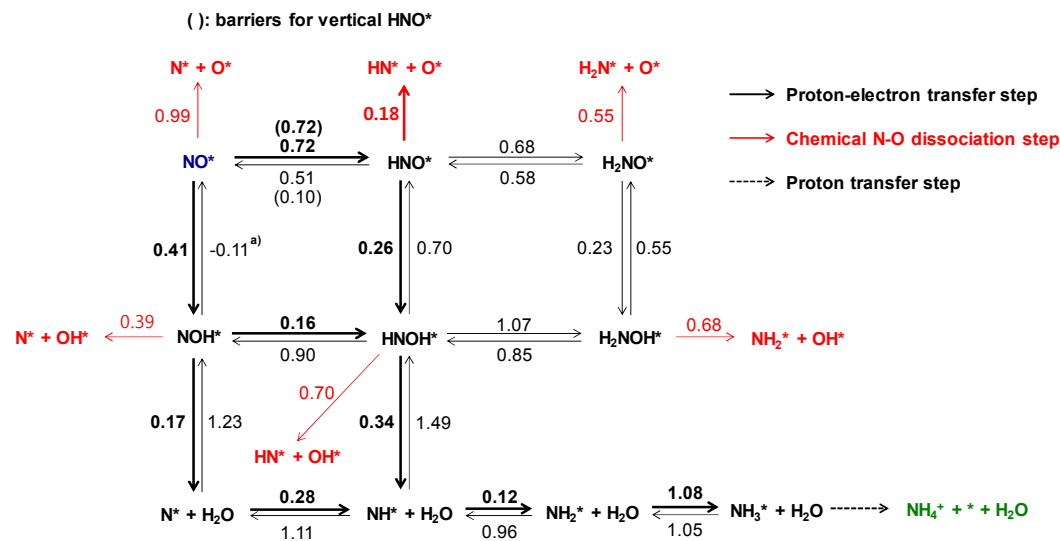 ( ): barriers for vertical HNO*
N* + O*
HN* + O*
H₂N* + O*
Proton-electron transfer step
0.99
(0.72)
0.18
0.55
Chemical N-O dissociation step
0.72
0.68
NO*
HNO*
H₂NO*
Proton transfer step
0.51
0.58
(0.10)
0.41
-0.11ᵃ⁾
0.26
0.70
0.23
0.55
N* + OH*
0.39
NOH*
0.16
HNOH*
1.07
H₂NOH*
0.68
NH₂* + OH*
0.90
0.85
0.70
0.17
1.23
0.34
1.49
HN* + OH*
N* + H₂O
0.28
NH* + H₂O
0.12
NH₂* + H₂O
1.08
NH₃* + H₂O
NH₄⁺ + * + H₂O
1.11
0.96
1.05